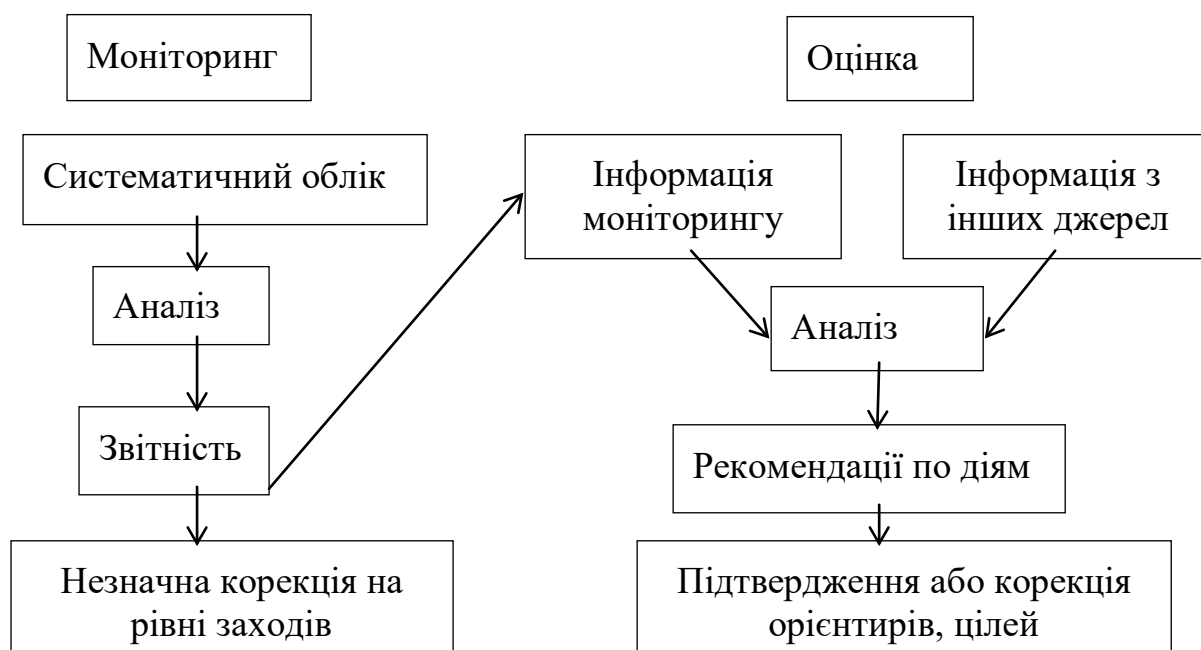 Моніторинг
Оцінка
Систематичний облік
Інформація
моніторингу
Інформація з
інших джерел
Аналіз
Аналіз
Звітність
Рекомендації по діям
Незначна корекція на
рівні заходів
Підтвердження або корекція
орієнтирів, цілей